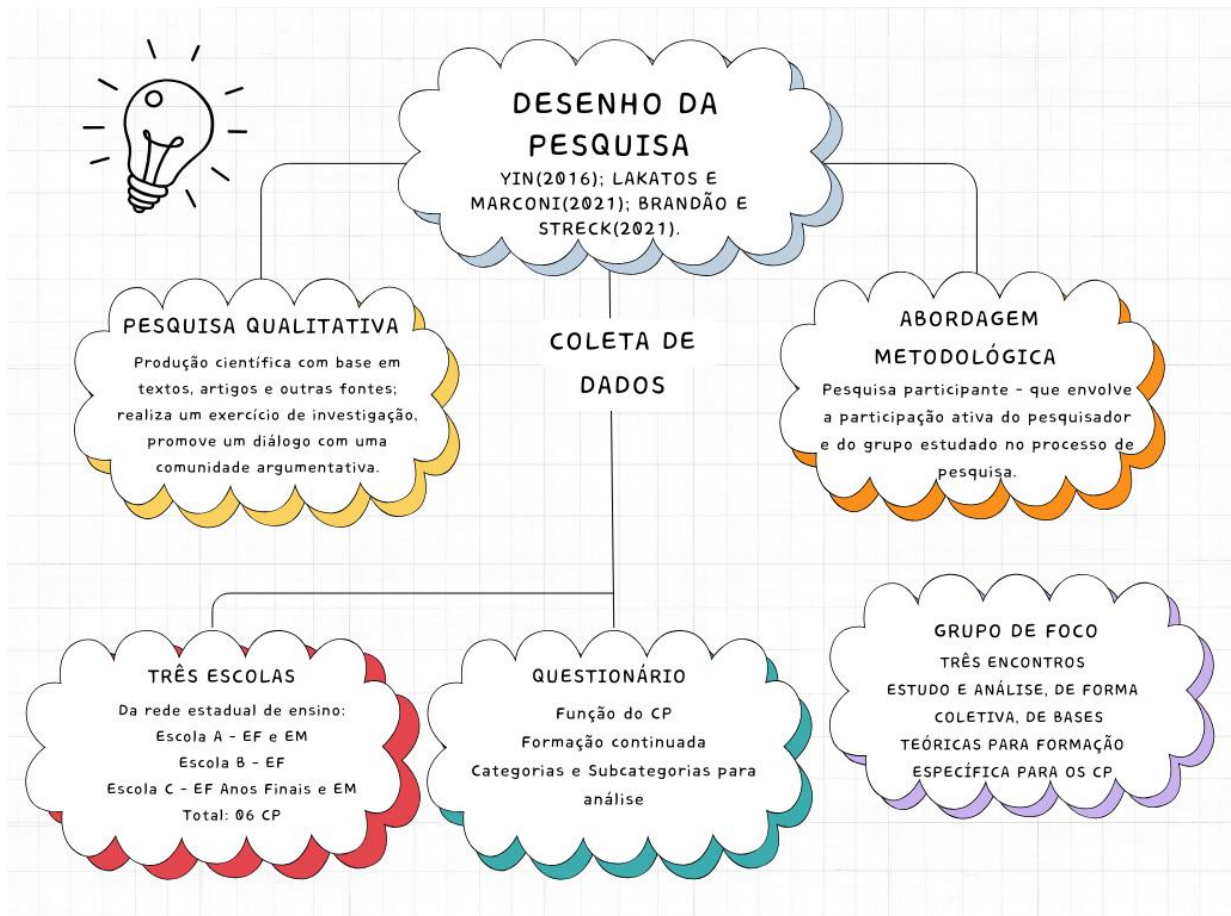 DESENHO DA
PESQUISA
YIN(2016); LAKATOS E
MARCONI(2021); BRANDÃO E
STRECK(2021).
PESQUISA QUALITATIVA
Produção científica com base em
textos, artigos e outras fontes;
realiza um exercício de investigação,
promove um diálogo com uma
comunidade argumentativa.
COLETA DE
DADOS
ABORDAGEM
METODOLÓGICA
Pesquisa participante - que envolve
a participação ativa do pesquisador
e do grupo estudado no processo de
pesquisa.
TRÊS ESCOLAS
Da rede estadual de ensino:
Escola A - EF e EM
Escola B - EF
Escola C - EF Anos Finais e EM
Total: 06 CP
QUESTIONÁRIO
Função do CP
Formação continuada
Categorias e Subcategorias para
análise
GRUPO DE FOCO
TRÊS ENCONTROS
ESTUDO E ANÁLISE, DE FORMA
COLETIVA, DE BASES
TEÓRICAS PARA FORMAÇÃO
ESPECÍFICA PARA OS CP